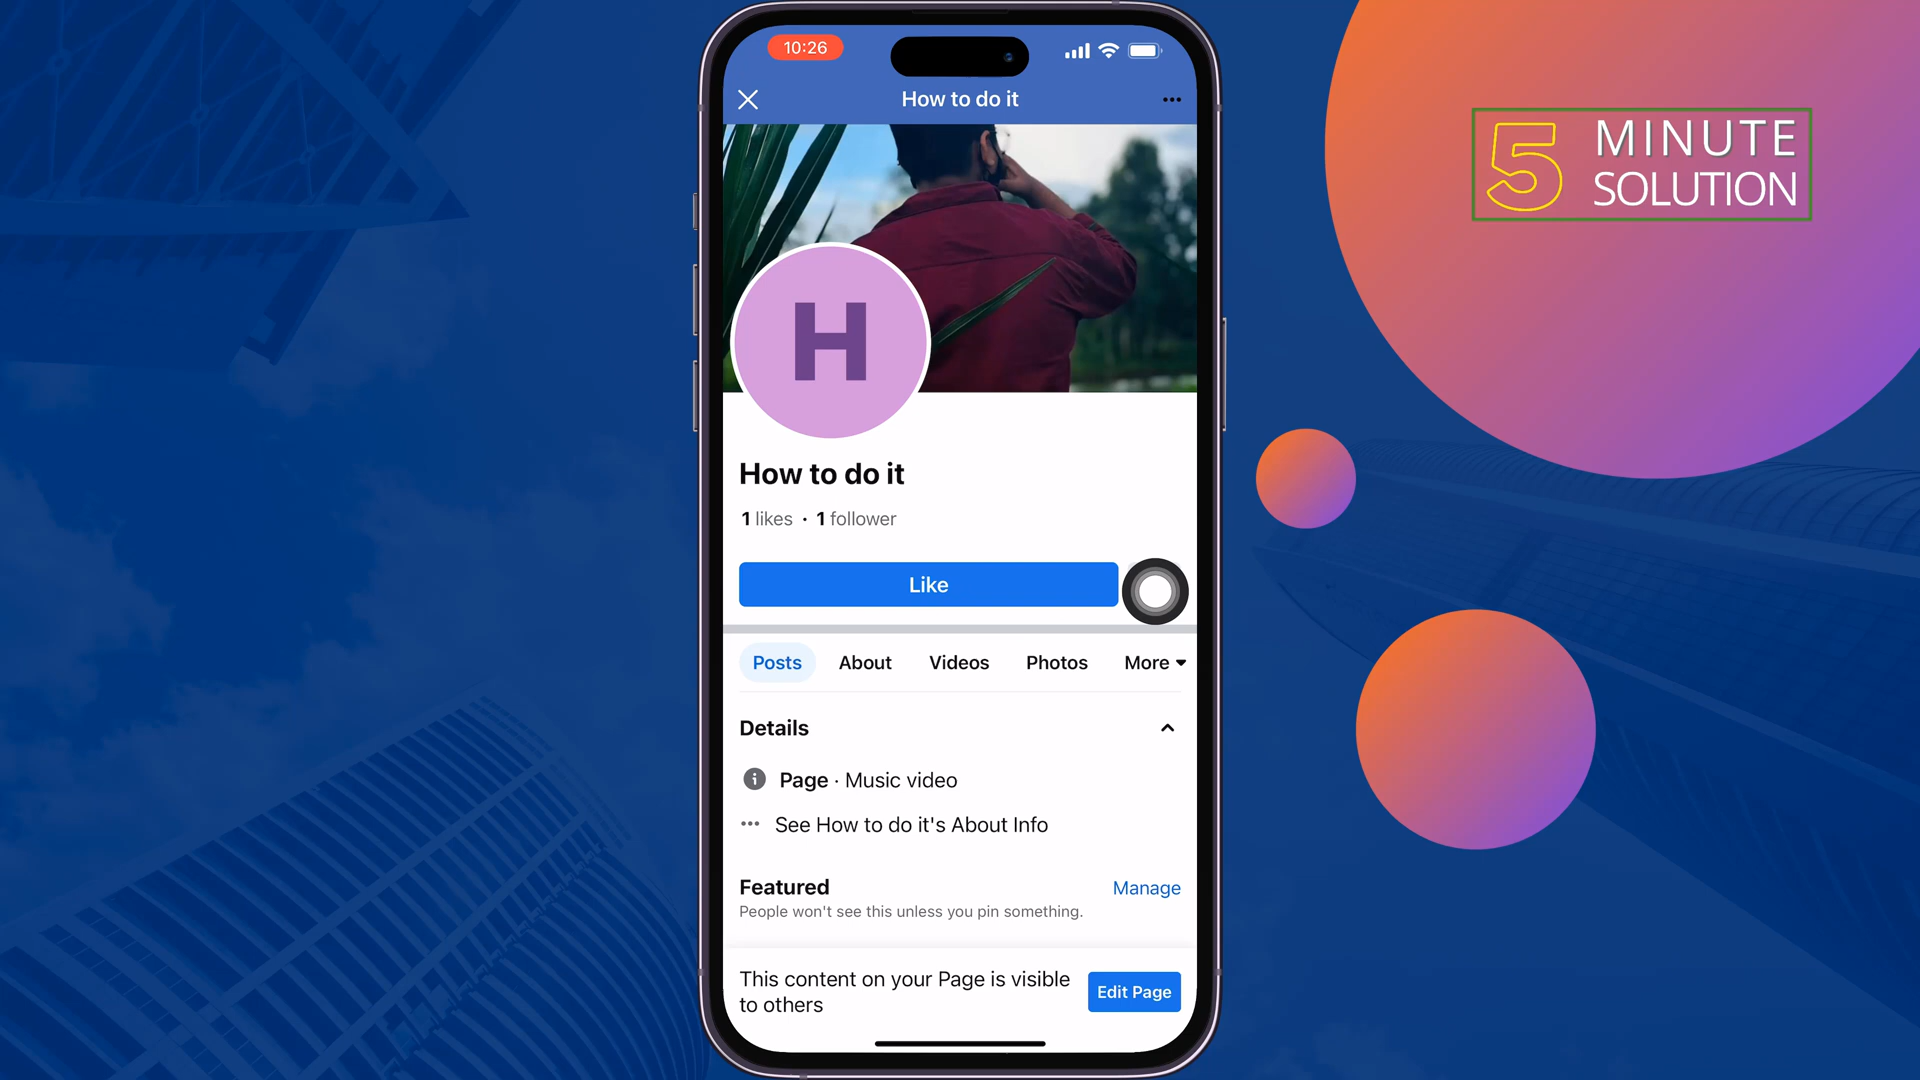 10:26
How to do it
5 MINUTE
SOLUTION
H
How to do it
1 likes · 1 follower
Like
Posts About Videos Photos More
Details
Page · Music video
See How to do it's About Info
Featured Manage
People won't see this unless you pin something.
This content on your Page is visible
to others
Edit Page